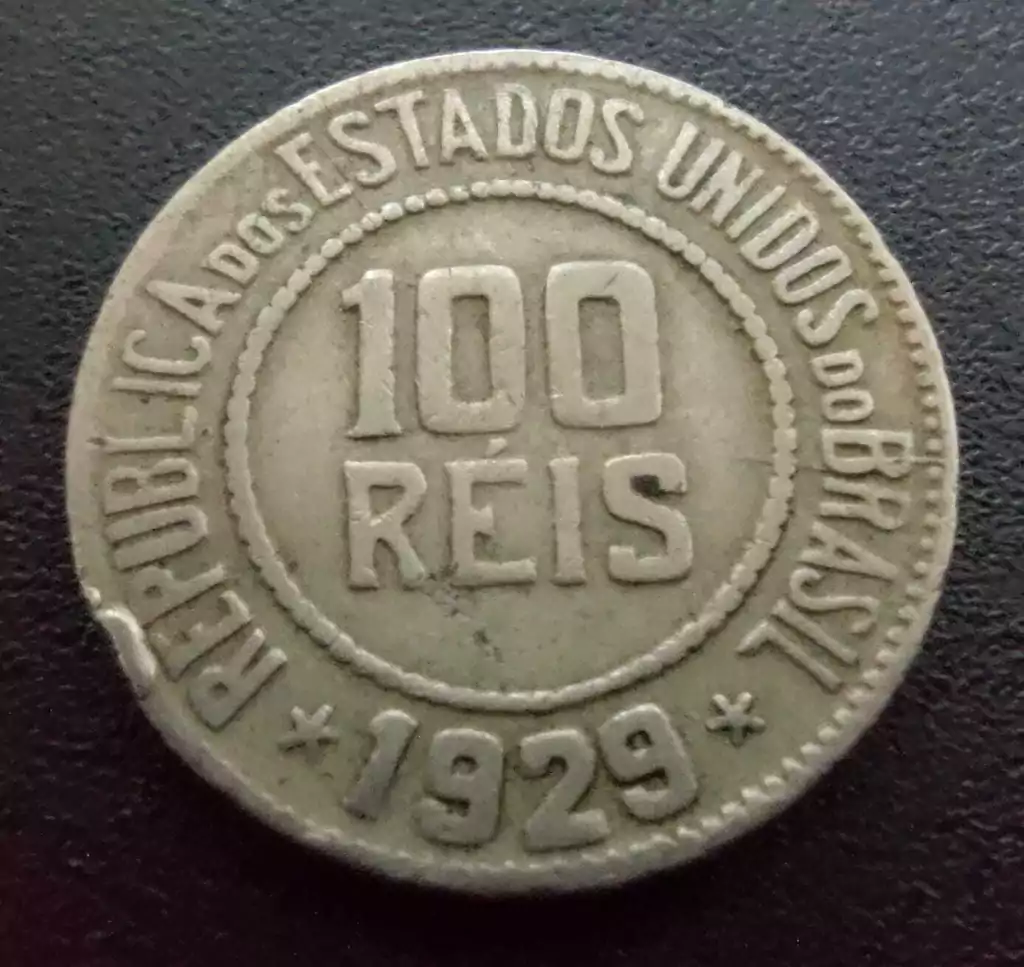 REPUBLICA DOS ESTADOS UNIDOS DO BRASIL
100
RÉIS
* 1929 *